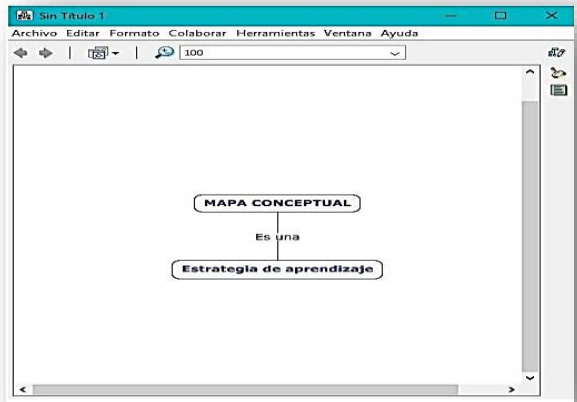 Sin Título 1
Archivo Editar Formato Colaborar Herramientas Ventana Ayuda
100
MAPA CONCEPTUAL
Es una
Estrategia de aprendizaje